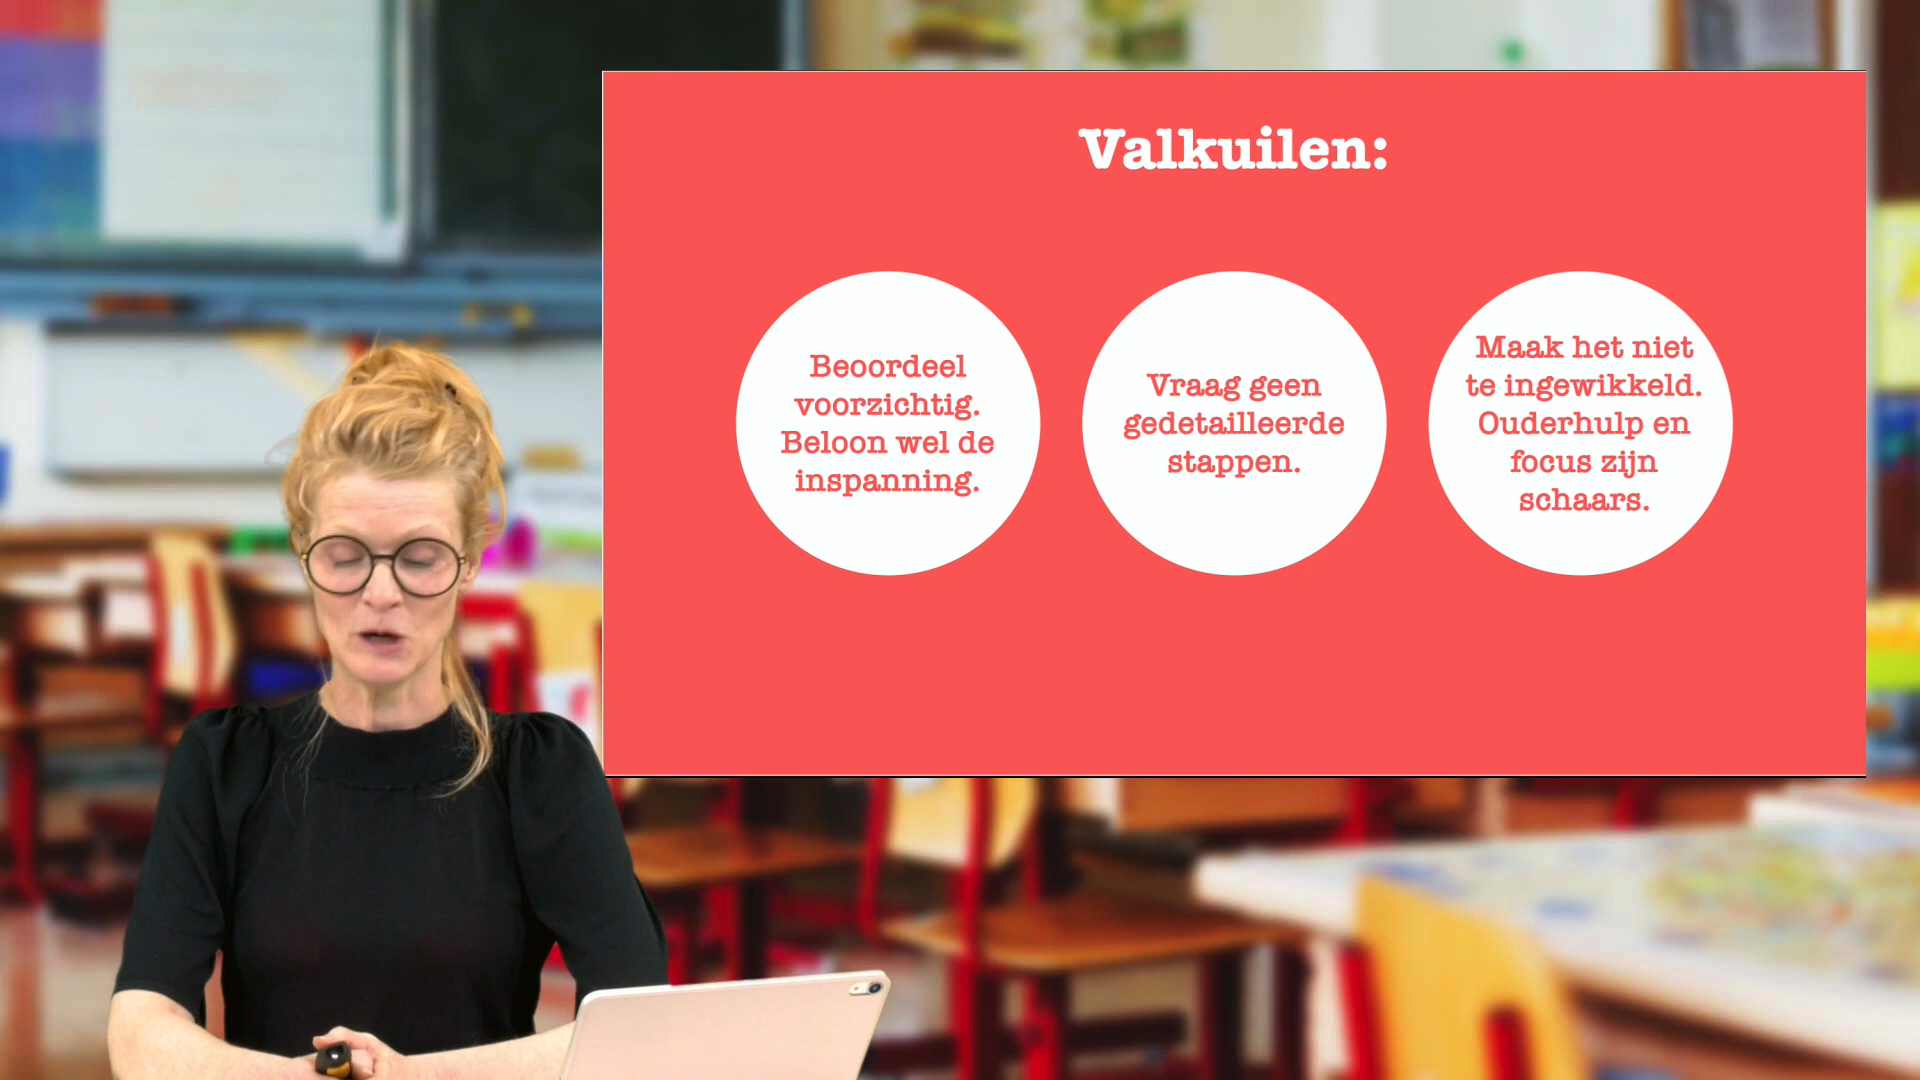 Valkuilen:
Beoordeel
voorzichtig.
Beloon wel de
inspanning.
Vraag geen
gedetailleerde
stappen.
Maak het niet
te ingewikkeld.
Ouderhulp en
focus zijn
schaars.